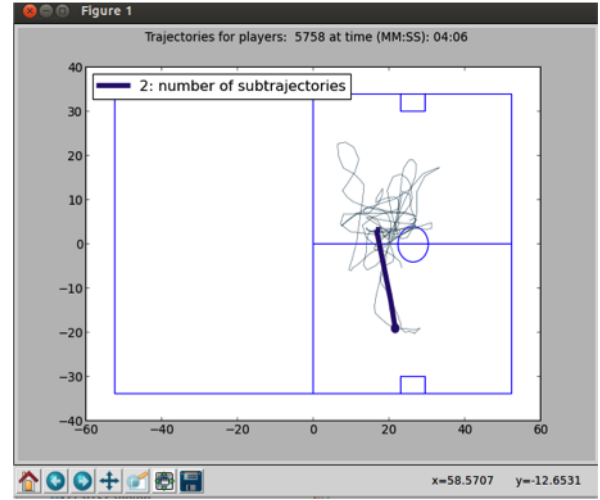 Figure 1
Trajectories for players: 5758 at time (MM:SS): 04:06
2: number of subtrajectories
40
30
20
10
0
−10
−20
−30
−40
−60 −40 −20 0 20 40 60
x=58.5707 y=-12.6531